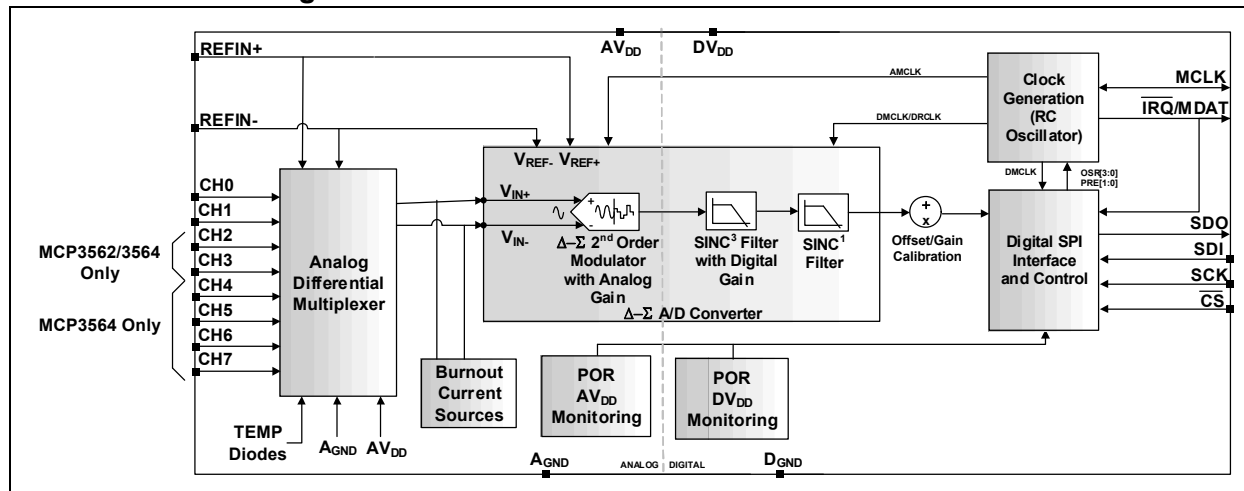 REFIN+
REFIN-
CH0
CH1
CH2
CH3
CH4
CH5
CH6
CH7
MCP3562/3564
Only
MCP3564 Only
Analog
Differential
Multiplexer
TEMP
Diodes
AGND
AVDD
Burnout
Current
Sources
AVDD
DVDD
VREF- VREF+
VIN+
VIN-
+
-
Δ–Σ 2nd Order
Modulator
with Analog
Gain
SINC3 Filter
with Digital
Gain
SINC1
Filter
Δ–Σ A/D Converter
+
x
Offset/Gain
Calibration
AMCLK
DMCLK/DRCLK
Clock
Generation
(RC
Oscillator)
DMCLK
OSR[3:0]
PRE[1:0]
Digital SPI
Interface
and Control
MCLK
IRQ/MDAT
SDO
SDI
SCK
CS
POR
AVDD
Monitoring
POR
DVDD
Monitoring
AGND
ANALOG
DIGITAL
DGND